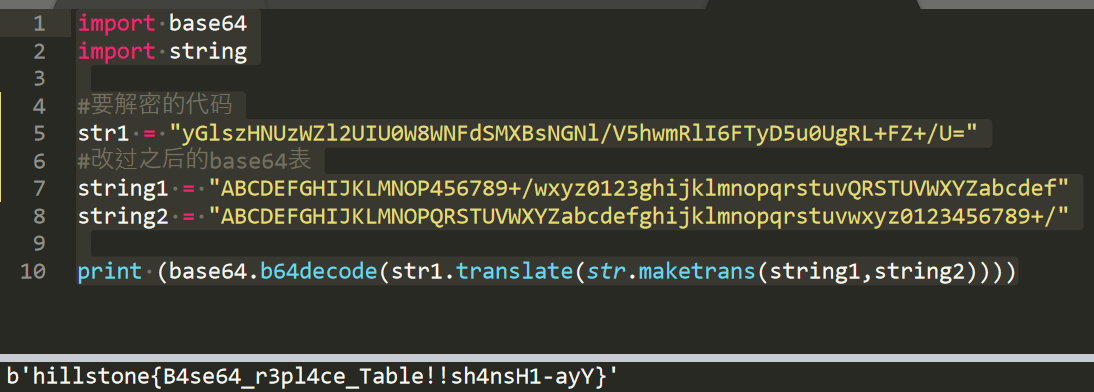 1 import base64
2 import string
3
4 #要解密的代码
5 str1 = "yGlszHNUzWZl2UIU0W8WNFdSMXBsNGNl/V5hwmRlI6FTyD5u0UgRL+FZ+/U="
6 #改过之后的base64表
7 string1 = "ABCDEFGHIJKLMNOP456789+/wxyz0123ghijklmnopqrstuvQRSTUVWXYZabcdef"
8 string2 = "ABCDEFGHIJKLMNOPQRSTUVWXYZabcdefghijklmnopqrstuvwxyz0123456789+/"
9
10 print (base64.b64decode(str1.translate(str.maketrans(string1,string2))))
b'hillstone{B4se64_r3pl4ce_Table!!sh4nsH1-ayY}'